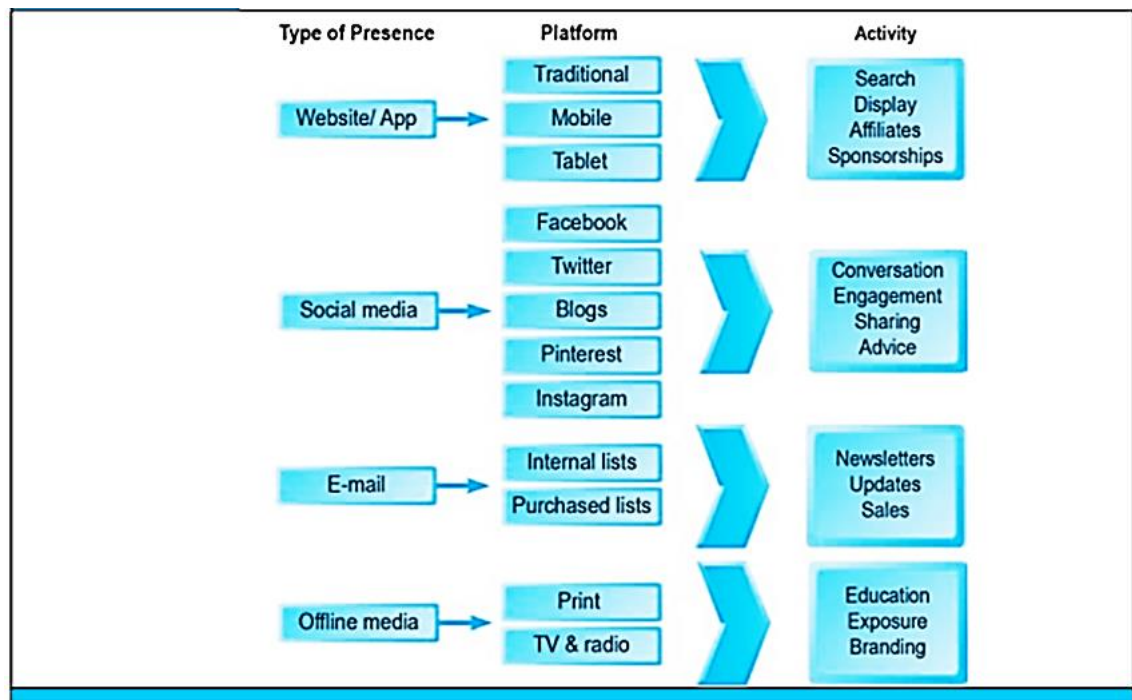 Type of Presence
Platform
Activity
Website/ App
Traditional
Mobile
Tablet
Search
Display
Affiliates
Sponsorships
Social media
Facebook
Twitter
Blogs
Pinterest
Instagram
Conversation
Engagement
Sharing
Advice
E-mail
Internal lists
Purchased lists
Newsletters
Updates
Sales
Offline media
Print
TV & radio
Education
Exposure
Branding